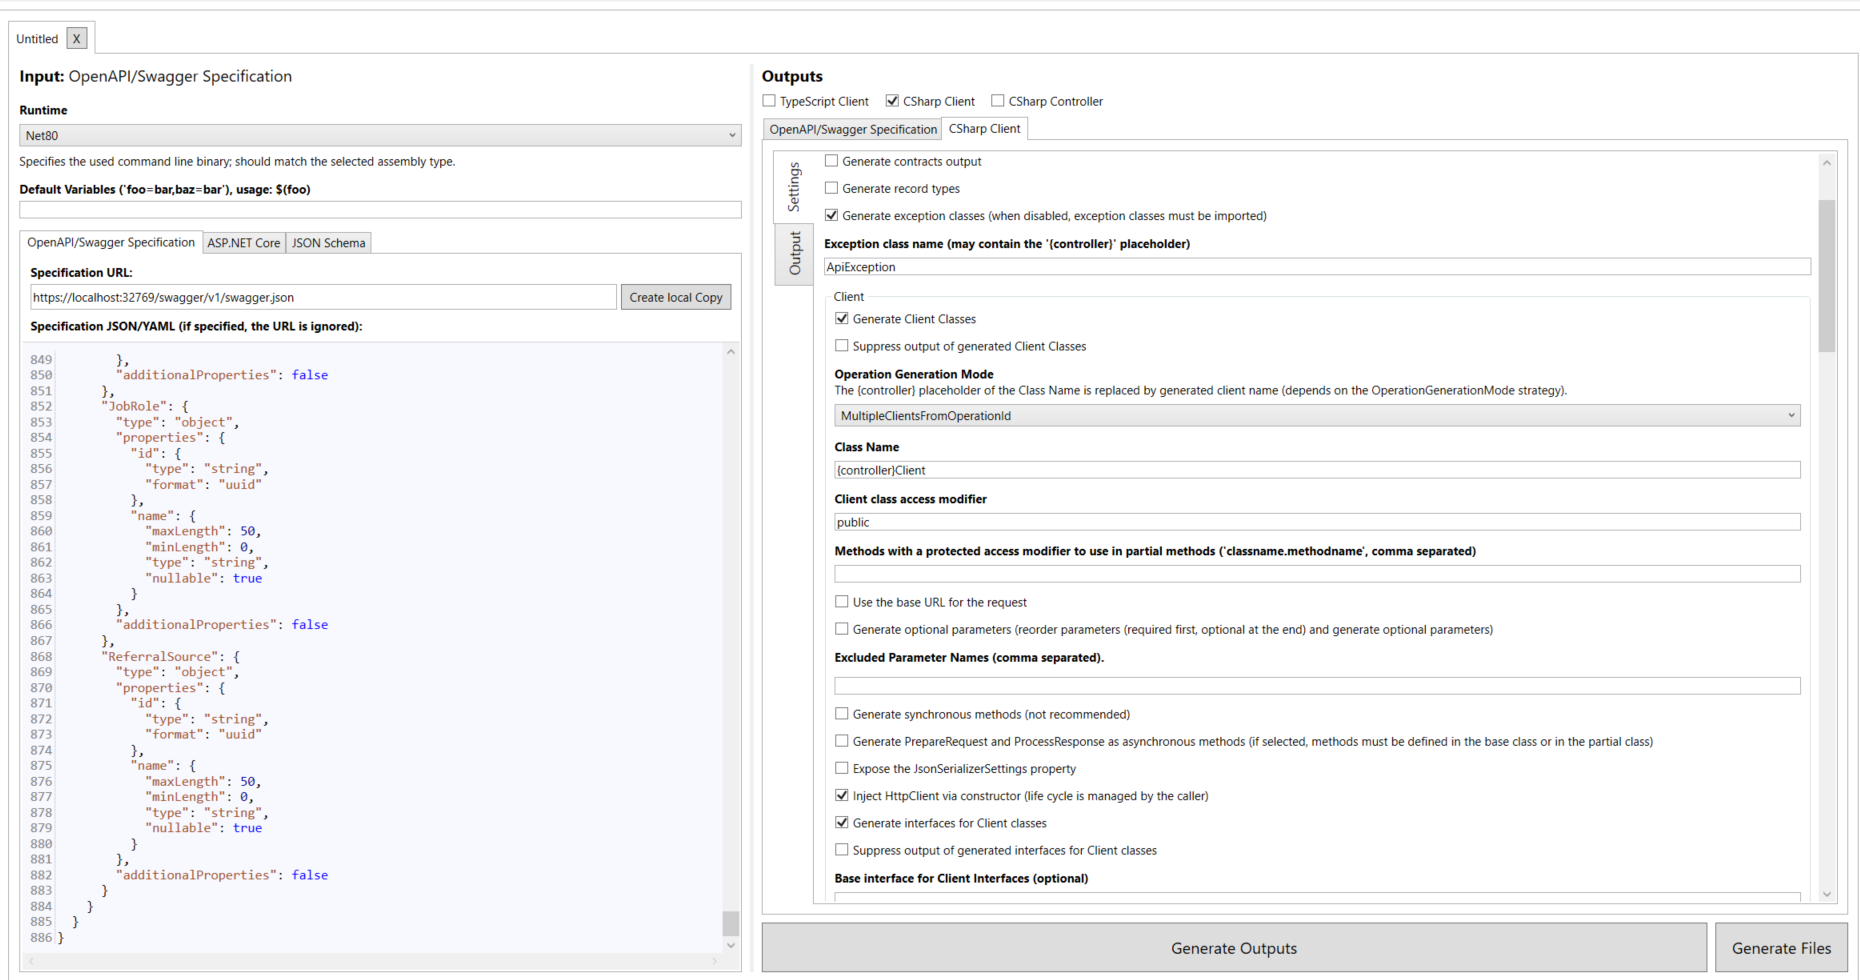 Untitled X
Input: OpenAPI/Swagger Specification
Runtime
Net80
Specifies the used command line binary; should match the selected assembly type.
Default Variables ('foo=bar,baz=bar'), usage: $(foo)
OpenAPI/Swagger Specification ASP.NET Core JSON Schema
Specification URL:
https://localhost:32769/swagger/v1/swagger.json Create local Copy
Specification JSON/YAML (if specified, the URL is ignored):
849 },
850 "additionalProperties": false
851 },
852 "JobRole": {
853 "type": "object",
854 "properties": {
855 "id": {
856 "type": "string",
857 "format": "uuid"
858 },
859 "name": {
860 "maxLength": 50,
861 "minLength": 0,
862 "type": "string",
863 "nullable": true
864 }
865 },
866 "additionalProperties": false
867 },
868 "ReferralSource": {
869 "type": "object",
870 "properties": {
871 "id": {
872 "type": "string",
873 "format": "uuid"
874 },
875 "name": {
876 "maxLength": 50,
877 "minLength": 0,
878 "type": "string",
879 "nullable": true
880 }
881 },
882 "additionalProperties": false
883 }
884 }
885 }
886 }
Outputs
TypeScript Client CSharp Client CSharp Controller
OpenAPI/Swagger Specification CSharp Client
Settings
Output
Generate contracts output
Generate record types
Generate exception classes (when disabled, exception classes must be imported)
Exception class name (may contain the '{controller}' placeholder)
ApiException
Client
Generate Client Classes
Suppress output of generated Client Classes
Operation Generation Mode
The {controller} placeholder of the Class Name is replaced by generated client name (depends on the OperationGenerationMode strategy).
MultipleClientsFromOperationId
Class Name
{controller}Client
Client class access modifier
public
Methods with a protected access modifier to use in partial methods ('classname.methodname', comma separated)
Use the base URL for the request
Generate optional parameters (reorder parameters (required first, optional at the end) and generate optional parameters)
Excluded Parameter Names (comma separated).
Generate synchronous methods (not recommended)
Generate PrepareRequest and ProcessResponse as asynchronous methods (if selected, methods must be defined in the base class or in the partial class)
Expose the JsonSerializerSettings property
Inject HttpClient via constructor (life cycle is managed by the caller)
Generate interfaces for Client classes
Suppress output of generated interfaces for Client classes
Base interface for Client Interfaces (optional)
Generate Outputs Generate Files